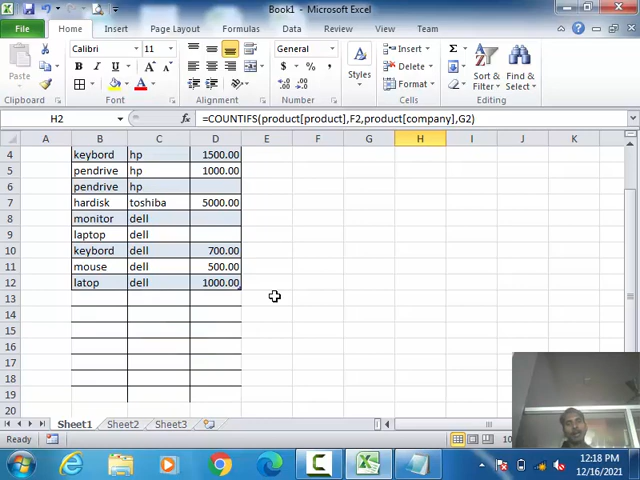 Book1 - Microsoft Excel
File Home Insert Page Layout Formulas
Calibri 11 General Insert Σ
Paste B I U A $ % , Styles Delete Sort & Filter Find & Select
Format
Clipboard Font Alignment Number Cells Editing
H2 fx =COUNTIFS(product[product],F2,product[company],G2)
A B C D E F G H I J K
4 keybord hp 1500.00
5 pendrive hp 1000.00
6 pendrive hp
7 hardisk toshiba 5000.00
8 monitor dell
9 laptop dell
10 keybord dell 700.00
11 mouse dell 500.00
12 latop dell 1000.00
13
14
15
16
17
18
19
20
Sheet1 Sheet2 Sheet3
Ready 10
12:18 PM
12/16/2021